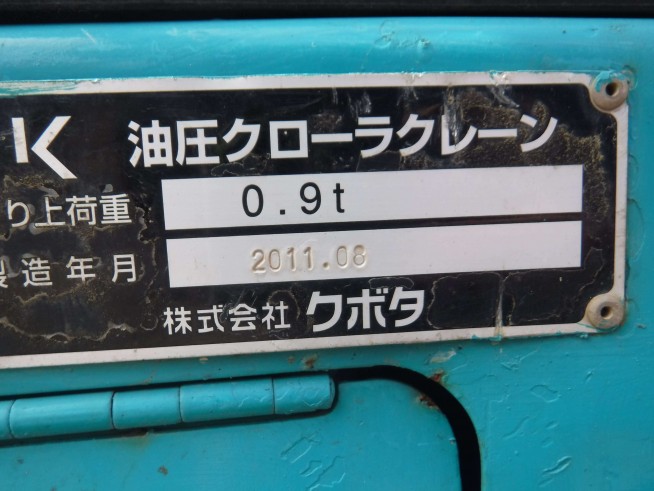 K 油圧クローラクレーン
り上荷重 0.9t
製造年月 2011.08
株式会社 クボタ